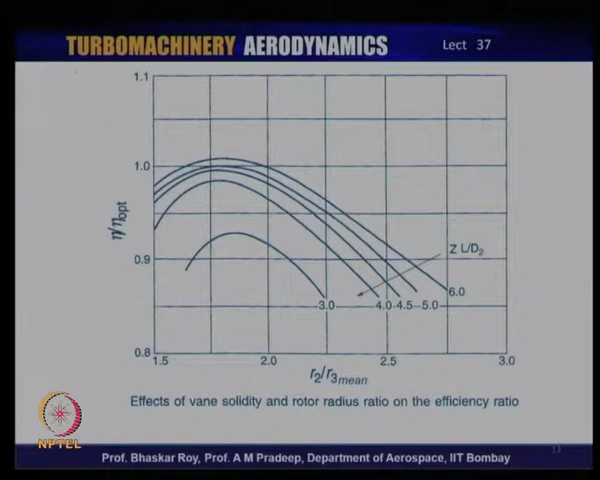 TURBOMACHINERY AERODYNAMICS Lect 37
1.1
1.0
0.9
0.8
η/ηopt
Z L/D2
3.0 4.0 4.5 5.0 6.0
1.5 2.0 2.5 3.0
r2/r3mean
Effects of vane solidity and rotor radius ratio on the efficiency ratio
NPTEL
Prof. Bhaskar Roy, Prof. A M Pradeep, Department of Aerospace, IIT Bombay
13